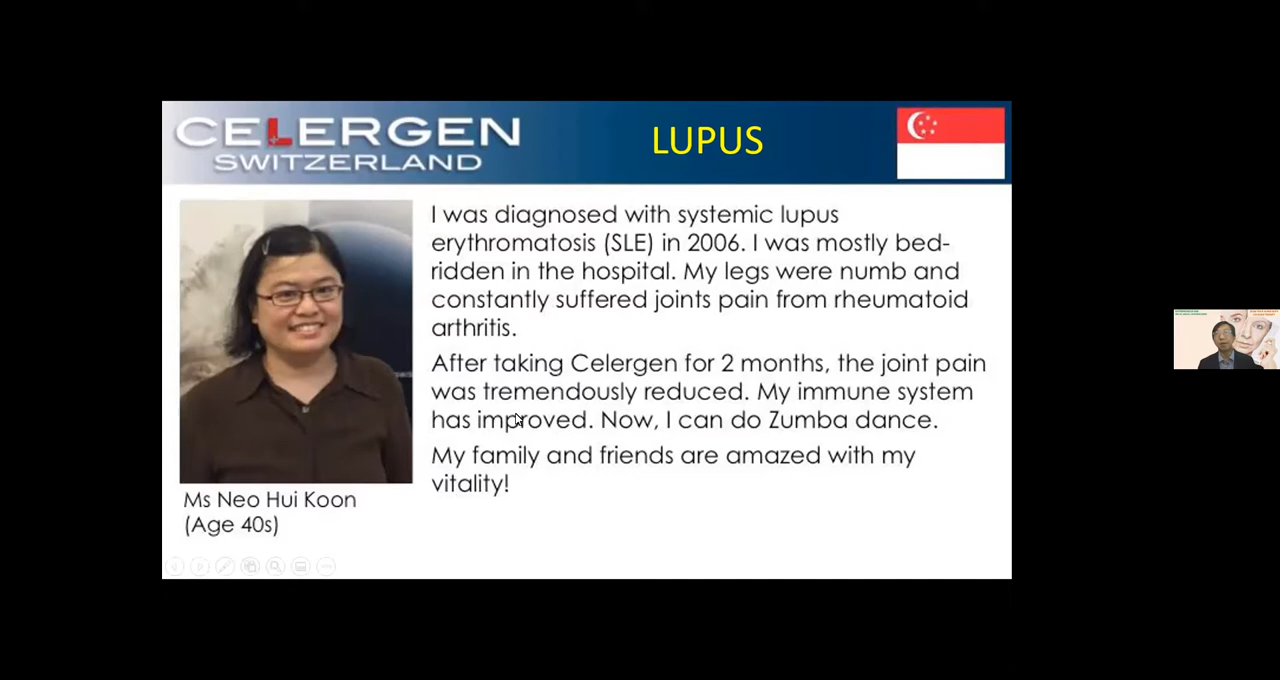 CELERGEN
SWITZERLAND
LUPUS
I was diagnosed with systemic lupus
erythromatosis (SLE) in 2006. I was mostly bed-
ridden in the hospital. My legs were numb and
constantly suffered joints pain from rheumatoid
arthritis.
After taking Celergen for 2 months, the joint pain
was tremendously reduced. My immune system
has improved. Now, I can do Zumba dance.
My family and friends are amazed with my
vitality!
Ms Neo Hui Koon
(Age 40s)